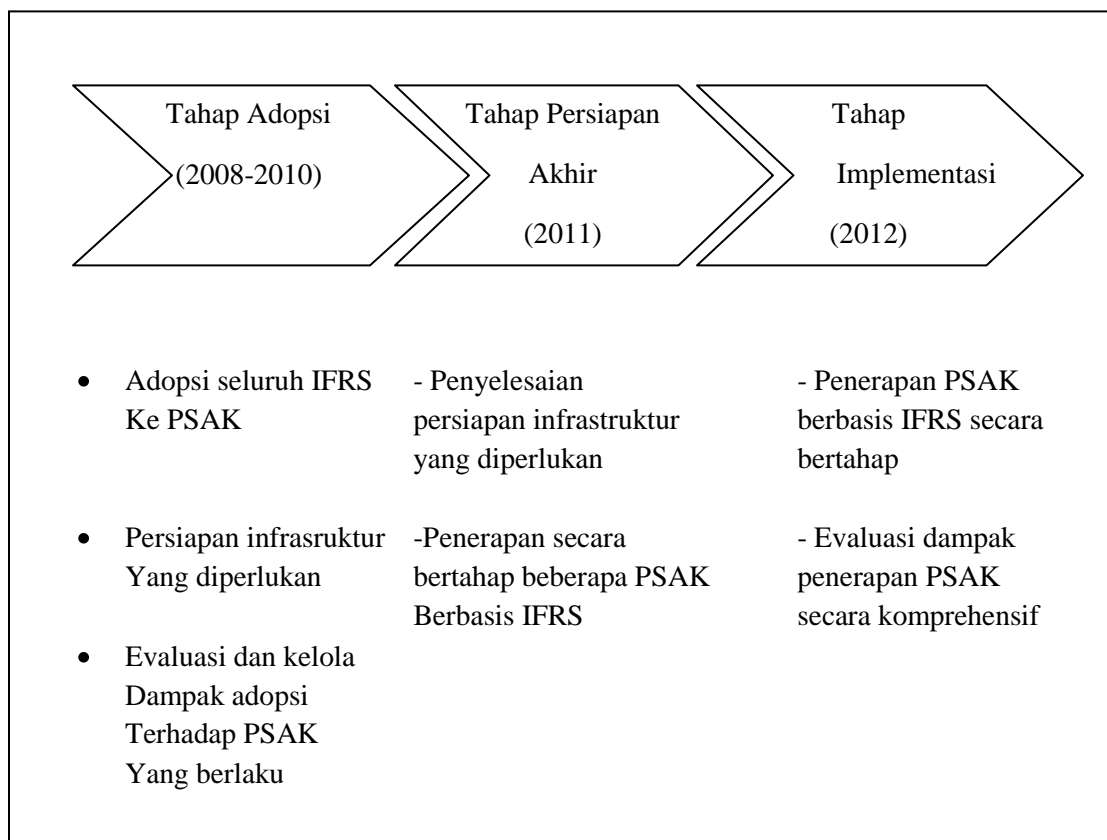 Tahap Adopsi
(2008-2010)
Tahap Persiapan
Akhir
(2011)
Tahap
Implementasi
(2012)
• Adopsi seluruh IFRS
Ke PSAK
- Penyelesaian
persiapan infrastruktur
yang diperlukan
- Penerapan PSAK
berbasis IFRS secara
bertahap
• Persiapan infrasruktur
Yang diperlukan
-Penerapan secara
bertahap beberapa PSAK
Berbasis IFRS
- Evaluasi dampak
penerapan PSAK
secara komprehensif
• Evaluasi dan kelola
Dampak adopsi
Terhadap PSAK
Yang berlaku